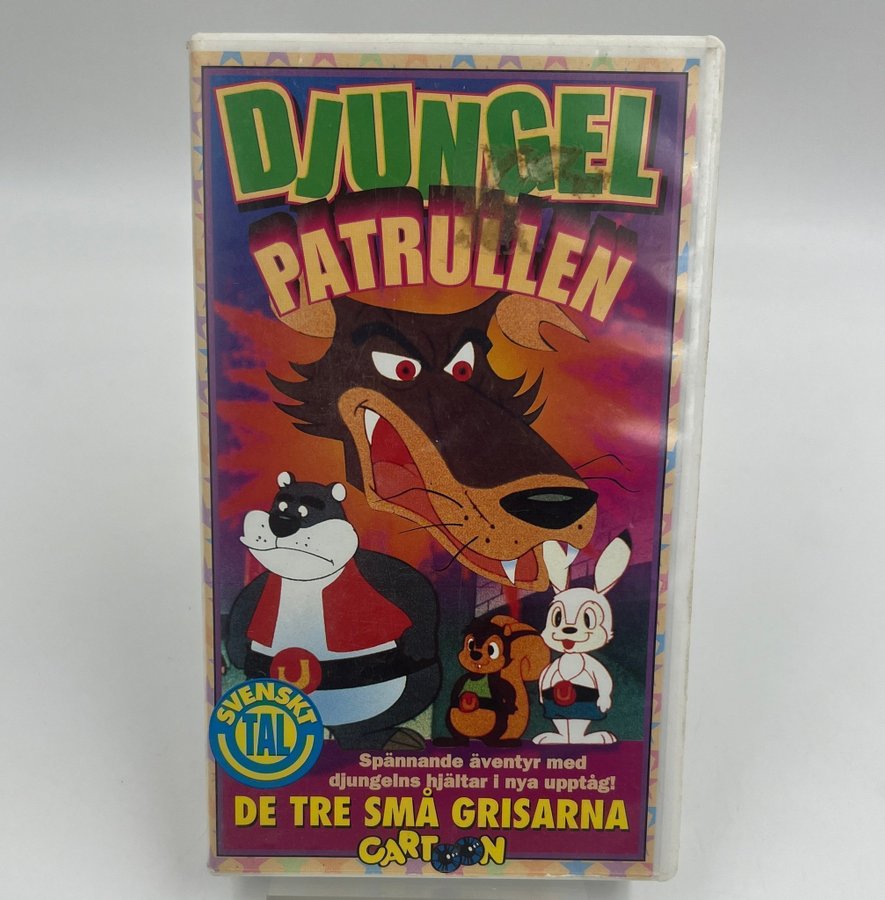 DJUNGEL
PATRULLEN
J
J
J
SVENSKT
TAL
Spännande äventyr med
djungelns hjältar i nya upptåg!
DE TRE SMÅ GRISARNA
CARTOON